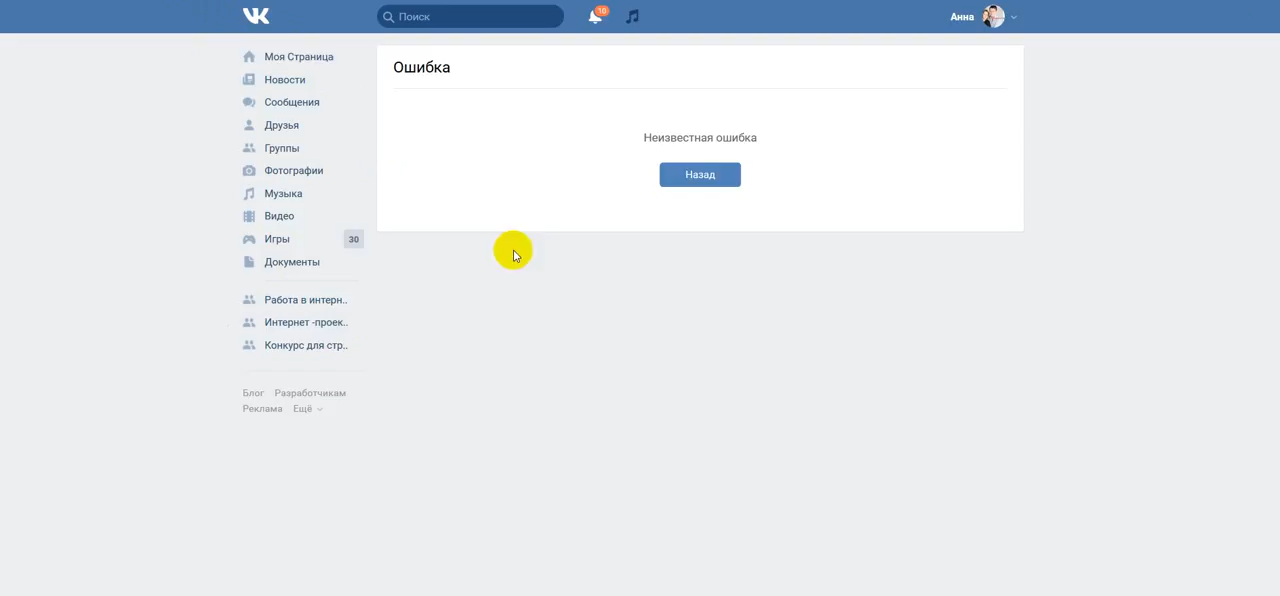 VK
Поиск
10
Анна
Моя Страница
Новости
Сообщения
Друзья
Группы
Фотографии
Музыка
Видео
Игры
30
Документы
Работа в интерн..
Интернет -проек..
Конкурс для стр..
Блог Разработчикам
Реклама Ещё
Ошибка
Неизвестная ошибка
Назад